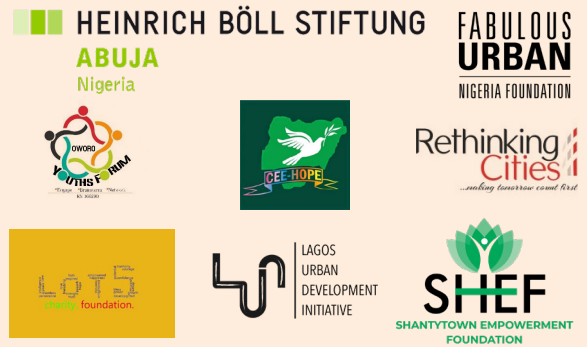 HEINRICH BÖLL STIFTUNG
ABUJA
Nigeria
FABULOUS
URBAN
NIGERIA FOUNDATION
OWORO
YOUTHS FORUM
CEE-HOPE
Rethinking
Cities
...making tomorrow count first
LOTS
charity foundation.
LUDI
LAGOS
URBAN
DEVELOPMENT
INITIATIVE
SHEF
SHANTYTOWN EMPOWERMENT
FOUNDATION